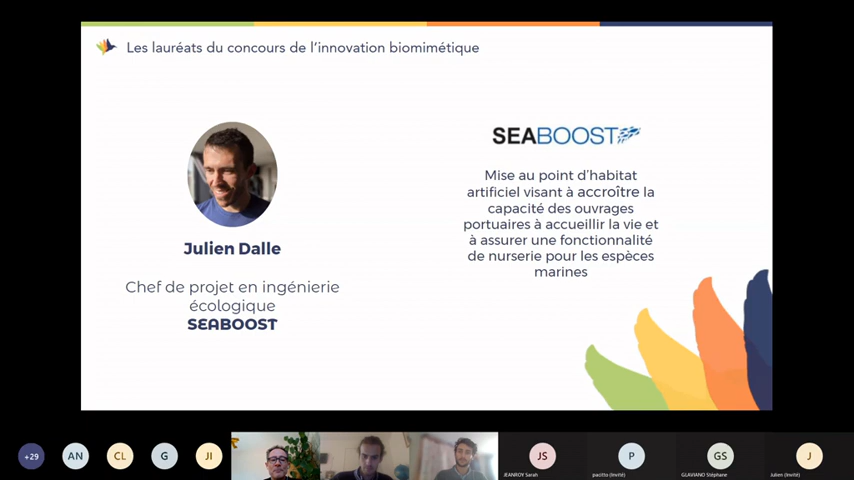 Les lauréats du concours de l'innovation biomimétique
Julien Dalle
Chef de projet en ingénierie
écologique
SEABOOST
SEABOOST
Mise au point d'habitat
artificiel visant à accroître la
capacité des ouvrages
portuaires à accueillir la vie et
à assurer une fonctionnalité
de nurserie pour les espèces
marines
+29
AN
CL
G
JI
JS
JEANROY Sarah
P
pacitto (Invité)
GS
GLAVIANO Stéphane
J
Julien (Invité)